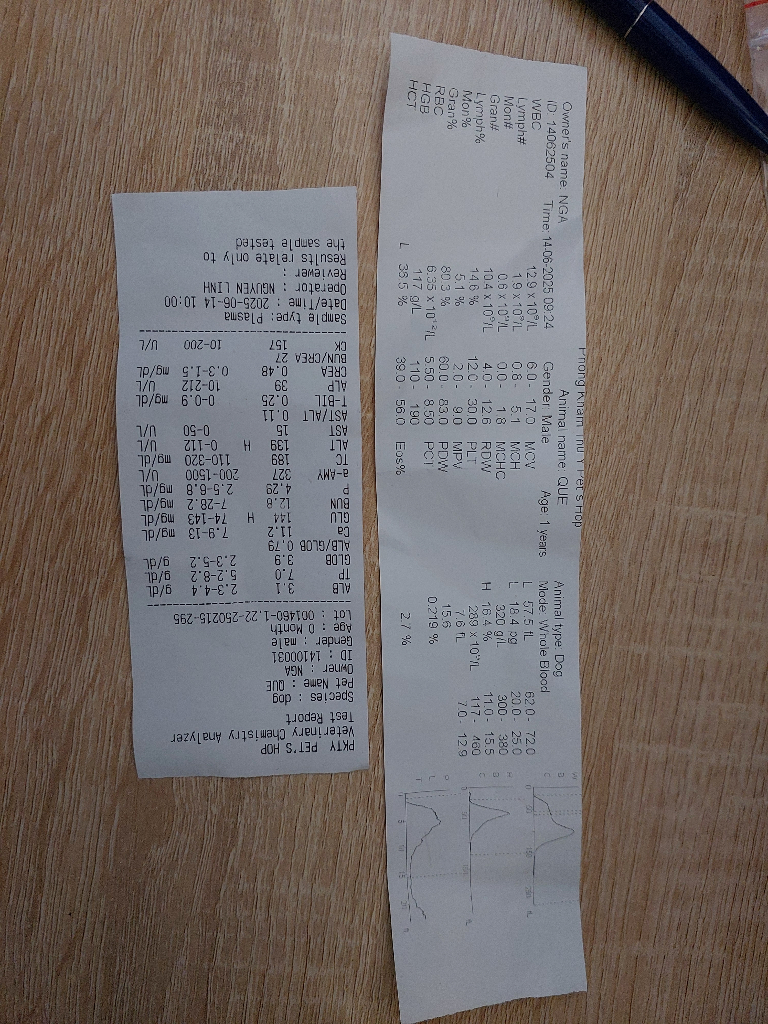 Phong Kham Thu Y Pet's Hop
Owner's name: NGA Animal name: QUE Animal type: Dog
ID: 14062504 Time: 14-06-2025 09:24 Gender: Male Age: 1 years Mode: Whole Blood
WBC 12.9 x 10⁹/L 6.0 - 17.0 MCV L 57.5 fL 62.0 - 72.0
Lymph# 1.9 x 10⁹/L 0.8 - 5.1 MCH L 18.4 pg 20.0 - 25.0
Mon# 0.6 x 10⁹/L 0.0 - 1.8 MCHC 320 g/L 300 - 380
Gran# 10.4 x 10⁹/L 4.0 - 12.6 RDW H 16.4 % 11.0 - 15.5
Lymph% 14.6 % 12.0 - 30.0 PLT 289 x 10⁹/L 117 - 460
Mon% 5.1 % 2.0 - 9.0 MPV 7.6 fL 7.0 - 12.9
Gran% 80.3 % 60.0 - 83.0 PDW 15.6
RBC 6.35 x 10¹²/L 5.50 - 8.50 PCT 0.219 %
HGB 117 g/L 110 - 190
HCT L 36.5 % 39.0 - 56.0 Eos% 2.7 %
PKTY PET'S HOP
Veterinary Chemistry Analyzer
Test Report
Species : dog
Pet Name : QUE
Owner : NGA
ID : 14100031
Gender : male
Age : 0 Month
Lot : 001460-1.22-250215-295
ALB 3.1 2.3-4.4 g/dL
TP 7.0 5.2-8.2 g/dL
GLOB 3.9 2.3-5.2 g/dL
ALB/GLOB 0.79
Ca 11.2 7.9-13 mg/dL
GLU 144 H 74-143 mg/dL
BUN 12.8 7-28.2 mg/dL
P 4.29 2.5-6.8 mg/dL
a-AMY 327 200-1500 U/L
TC 189 110-320 mg/dL
ALT 139 H 0-112 U/L
AST 15 0-50 U/L
AST/ALT 0.11
T-BIL 0.25 0-0.9 mg/dL
ALP 39 10-212 U/L
CREA 0.48 0.3-1.5 mg/dL
BUN/CREA 27
CK 157 10-200 U/L
Sample type: Plasma
Date/Time : 2025-06-14 10:00
Operator : NGUYEN LINH
Reviewer :
Results relate only to
the sample tested